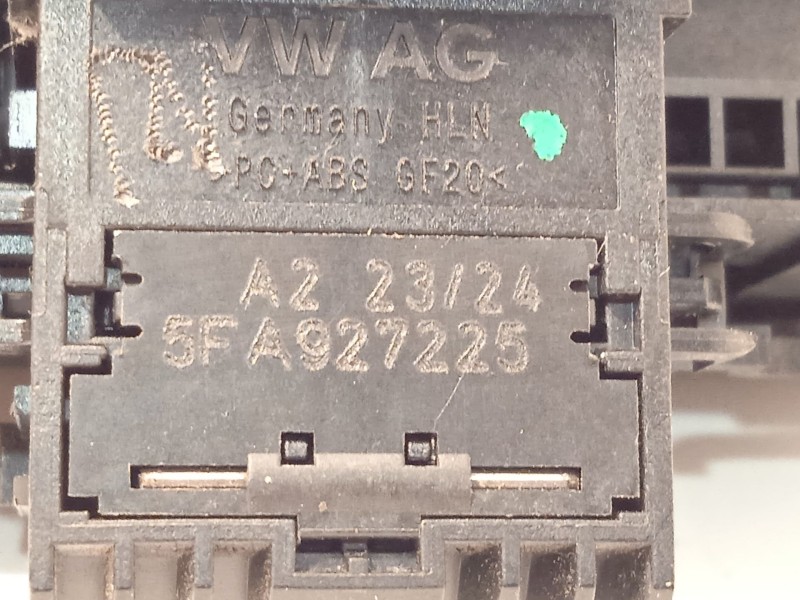 VW AG
Germany HLN
>PC+ABS GF20<
A2 23/24
5FA927225